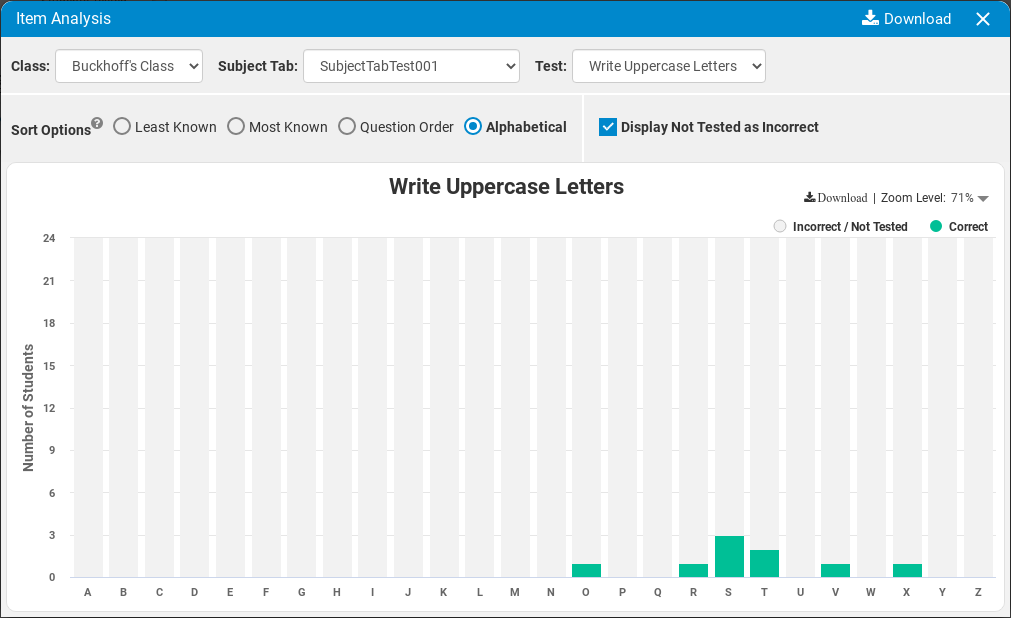 Item Analysis Download
Class: Buckhoff's Class Subject Tab: SubjectTabTest001 Test: Write Uppercase Letters
Sort Options ? Least Known Most Known Question Order Alphabetical Display Not Tested as Incorrect
Write Uppercase Letters
Download | Zoom Level: 71%
Incorrect / Not Tested Correct
24
21
18
15
12
9
6
3
0
Number of Students
A B C D E F G H I J K L M N O P Q R S T U V W X Y Z